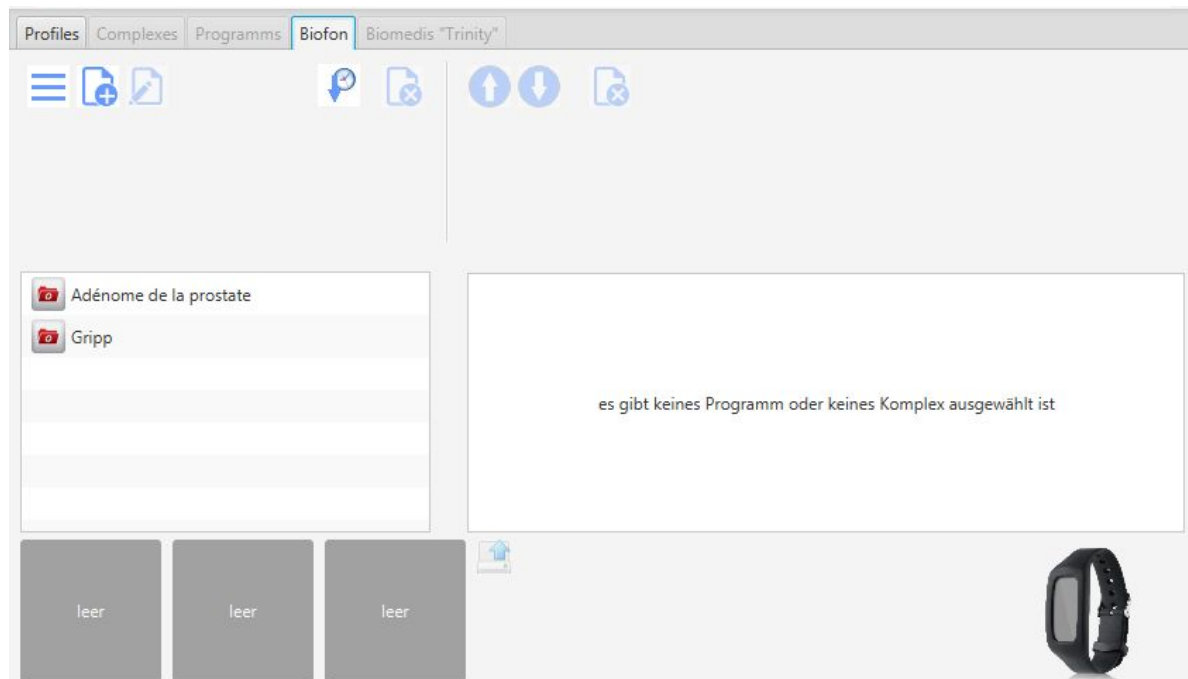 Profiles Complexes Programms Biofon Biomedis "Trinity"
Adénome de la prostate
Gripp
es gibt keines Programm oder keines Komplex ausgewählt ist
leer leer leer